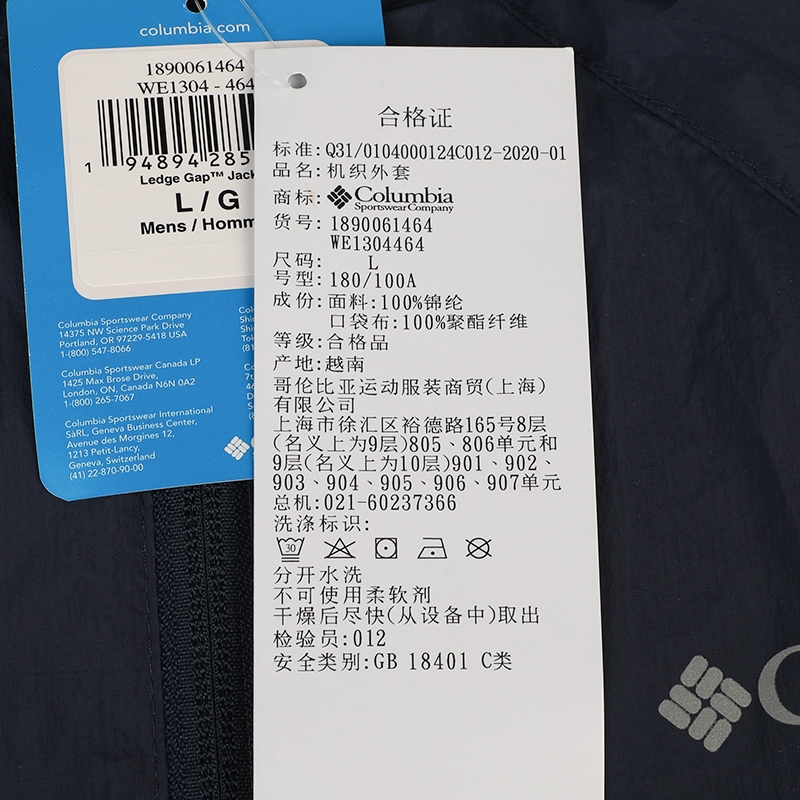 columbia.com
1890061464
WE1304 - 464
1 94894 285
Ledge Gap™
L / G
Mens /
Columbia Sportswear Company
14375 NW Science Park Drive
Portland, OR 97229-5418 USA
1-(800) 547-8066
Columbia Sportswear Canada LP
1425 Max Brose Drive,
London, ON, Canada N6N 0A2
1-(800) 265-7067
Columbia Sportswear International
SàRL, Geneva Business Center,
Avenue des Morgines 12,
1213 Petit-Lancy,
Geneva, Switzerland
(41) 22-870-90-00
合格证
标准:Q31/0104000124C012-2020-01
品名:机织外套
商标: Columbia
Sportswear Company
货号: 1890061464
WE1304464
尺码: L
号型:180/100A
成份:面料:100%锦纶
口袋布:100%聚酯纤维
等级:合格品
产地:越南
哥伦比亚运动服装商贸(上海)
有限公司
上海市徐汇区裕德路165号8层
(名义上为9层)805、806单元和
9层(名义上为10层)901、902、
903、904、905、906、907单元
总机:021-60237366
洗涤标识:
30
分开水洗
不可使用柔软剂
干燥后尽快(从设备中)取出
检验员:012
安全类别:GB 18401 C类